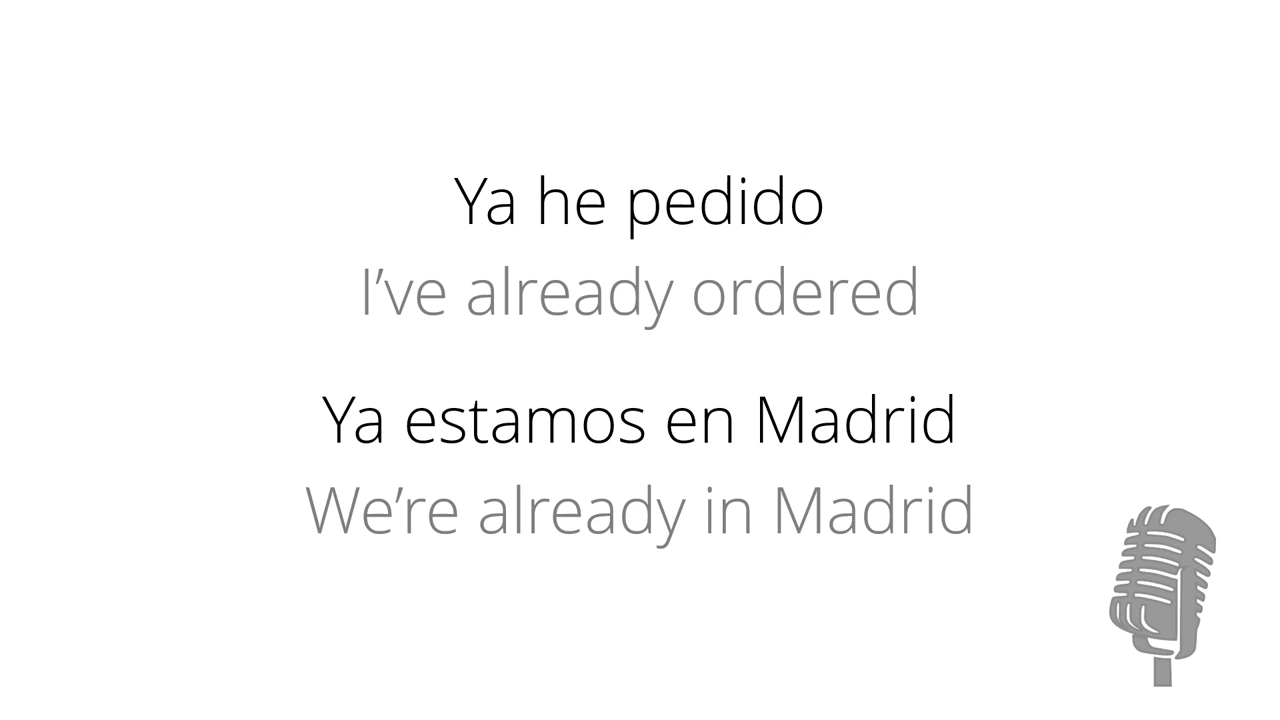 Ya he pedido
I’ve already ordered
Ya estamos en Madrid
We’re already in Madrid